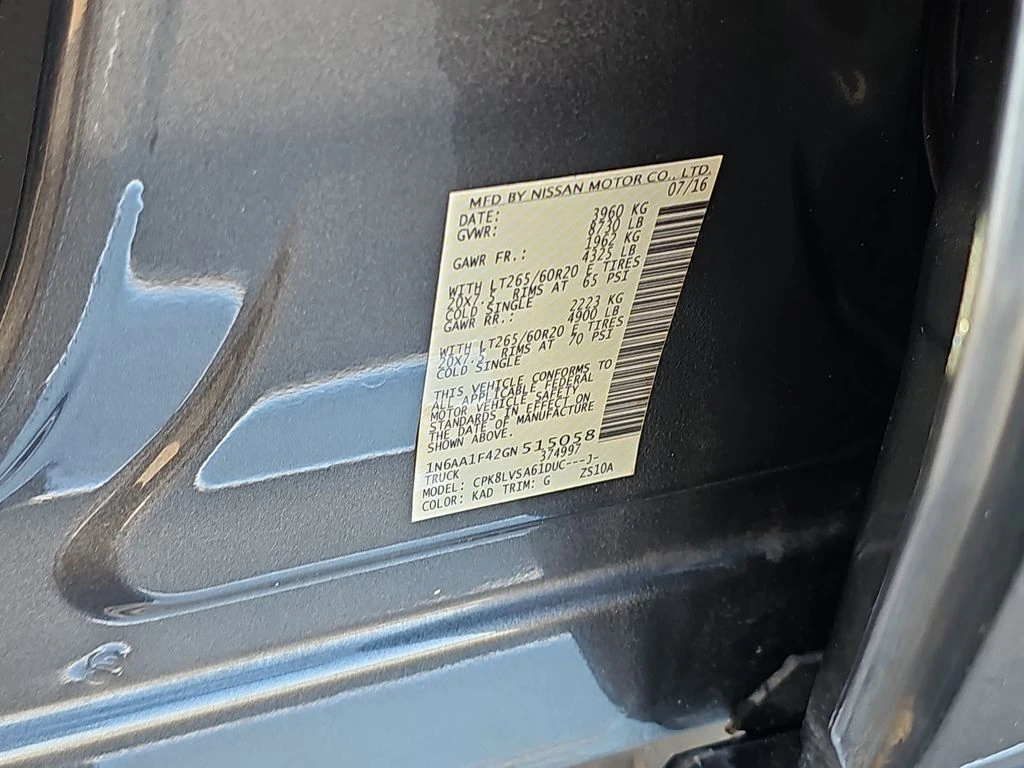 MFD BY NISSAN MOTOR CO., LTD.
DATE: 07/16
GVWR: 3960 KG
8730 LB
GAWR FR.: 1962 KG
4325 LB
WITH LT265/60R20 E TIRES
20X7.5 RIMS AT 65 PSI
COLD SINGLE
GAWR RR.: 2223 KG
4900 LB
WITH LT265/60R20 E TIRES
20X7.5 RIMS AT 70 PSI
COLD SINGLE
THIS VEHICLE CONFORMS TO
ALL APPLICABLE FEDERAL
MOTOR VEHICLE SAFETY
STANDARDS IN EFFECT ON
THE DATE OF MANUFACTURE
SHOWN ABOVE.
1N6AA1F42GN515058
TRUCK 374997
MODEL: CPK8LVSA61DUC---J-
COLOR: KAD TRIM: G ZS10A